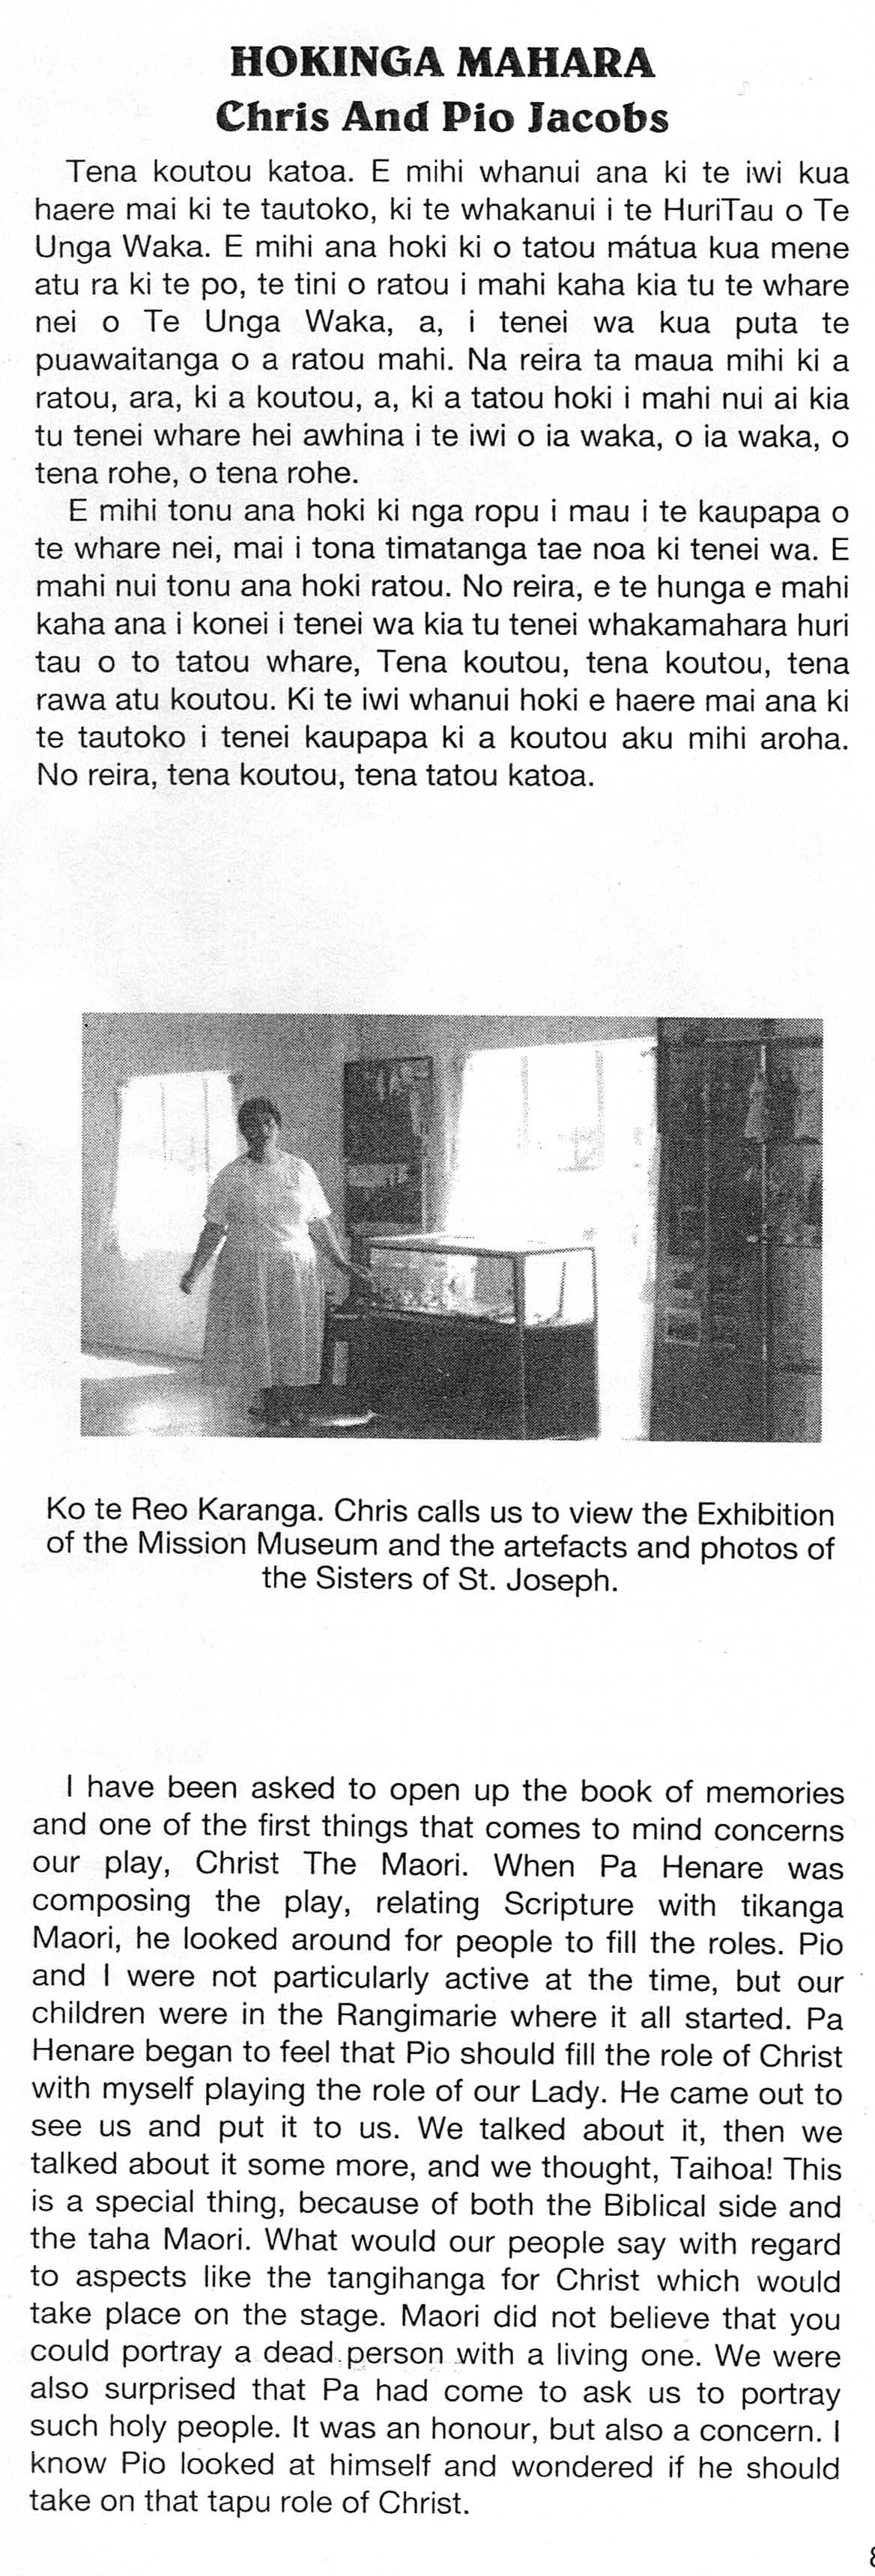 HOKINGA MAHARA
Chris And Pio Jacobs
Tena koutou katoa. E mihi whanui ana ki te iwi kua
haere mai ki te tautoko, ki te whakanui i te HuriTau o Te
Unga Waka. E mihi ana hoki ki o tatou mátua kua mene
atu ra ki te po, te tini o ratou i mahi kaha kia tu te whare
nei o Te Unga Waka, a, i tenei wa kua puta te
puawaitanga o a ratou mahi. Na reira ta maua mihi ki a
ratou, ara, ki a koutou, a, ki a tatou hoki i mahi nui ai kia
tu tenei whare hei awhina i te iwi o ia waka, o ia waka, o
tena rohe, o tena rohe.
E mihi tonu ana hoki ki nga ropu i mau i te kaupapa o
te whare nei, mai i tona timatanga tae noa ki tenei wa. E
mahi nui tonu ana hoki ratou. No reira, e te hunga e mahi
kaha ana i konei i tenei wa kia tu tenei whakamahara huri
tau o to tatou whare, Tena koutou, tena koutou, tena
rawa atu koutou. Ki te iwi whanui hoki e haere mai ana ki
te tautoko i tenei kaupapa ki a koutou aku mihi aroha.
No reira, tena koutou, tena tatou katoa.
Ko te Reo Karanga. Chris calls us to view the Exhibition
of the Mission Museum and the artefacts and photos of
the Sisters of St. Joseph.
I have been asked to open up the book of memories
and one of the first things that comes to mind concerns
our play, Christ The Maori. When Pa Henare was
composing the play, relating Scripture with tikanga
Maori, he looked around for people to fill the roles. Pio
and I were not particularly active at the time, but our
children were in the Rangimarie where it all started. Pa
Henare began to feel that Pio should fill the role of Christ
with myself playing the role of our Lady. He came out to
see us and put it to us. We talked about it, then we
talked about it some more, and we thought, Taihoa! This
is a special thing, because of both the Biblical side and
the taha Maori. What would our people say with regard
to aspects like the tangihanga for Christ which would
take place on the stage. Maori did not believe that you
could portray a dead person with a living one. We were
also surprised that Pa had come to ask us to portray
such holy people. It was an honour, but also a concern. I
know Pio looked at himself and wondered if he should
take on that tapu role of Christ.